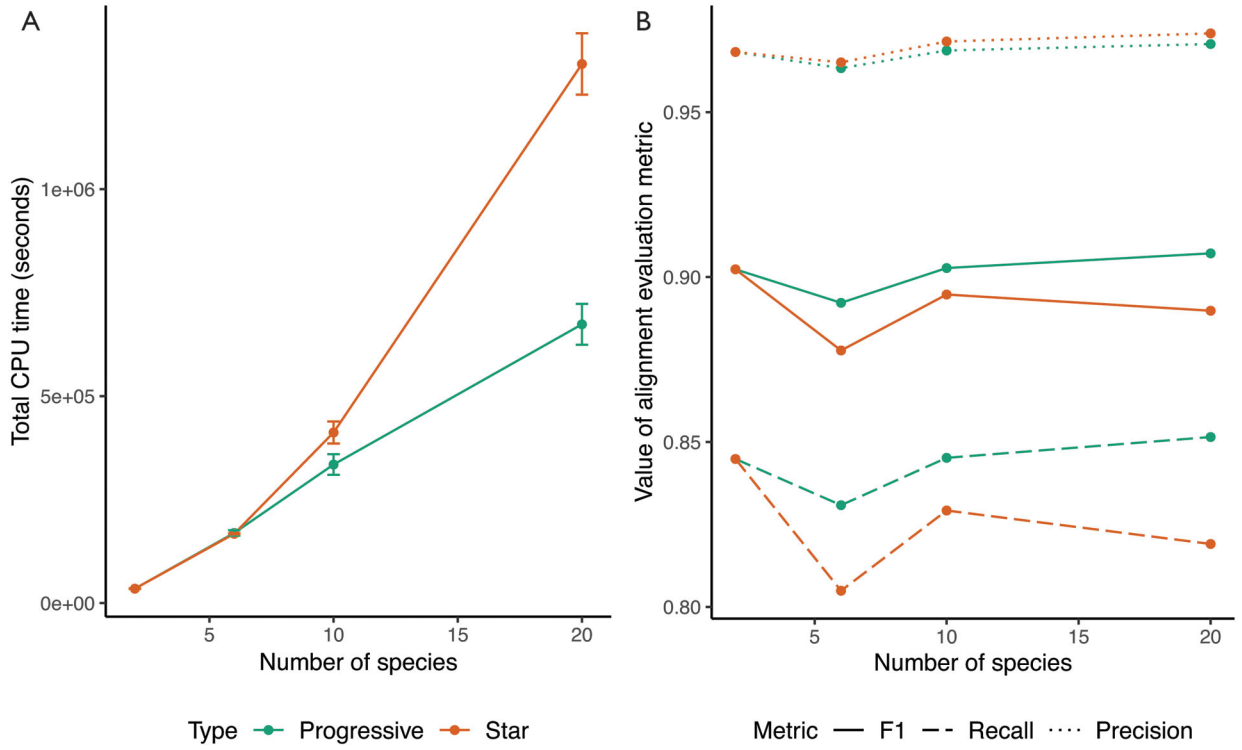 A
Total CPU time (seconds)
1e+06
5e+05
0e+00
5
10
15
20
Number of species
Type Progressive Star
B
Value of alignment evaluation metric
0.95
0.90
0.85
0.80
5
10
15
20
Number of species
Metric F1 Recall Precision